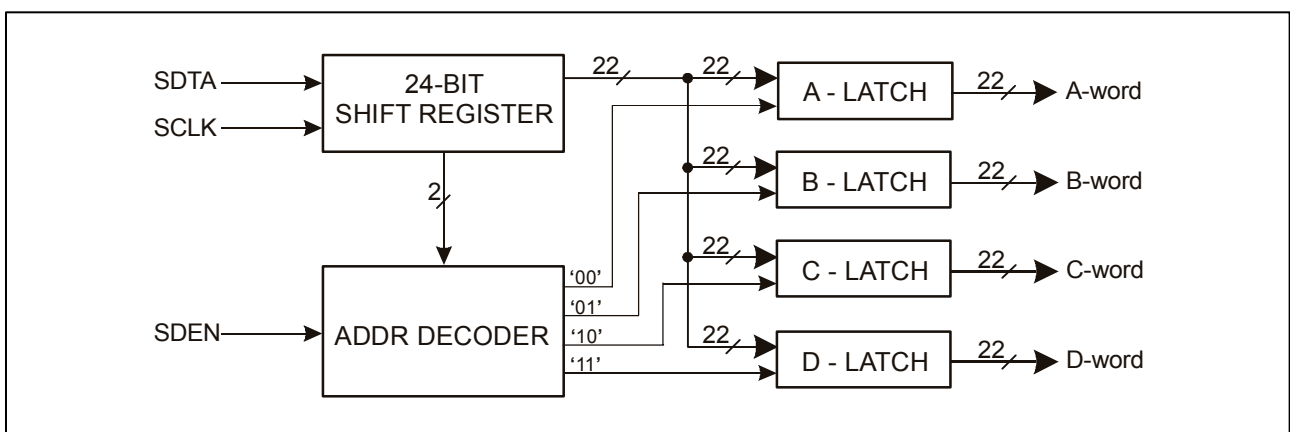 SDTA
SCLK
24-BIT
SHIFT REGISTER
22
22
A - LATCH
22
A-word
2
22
B - LATCH
22
B-word
22
C - LATCH
22
C-word
SDEN
ADDR DECODER
‘00’
‘01’
‘10’
‘11’
22
D - LATCH
22
D-word